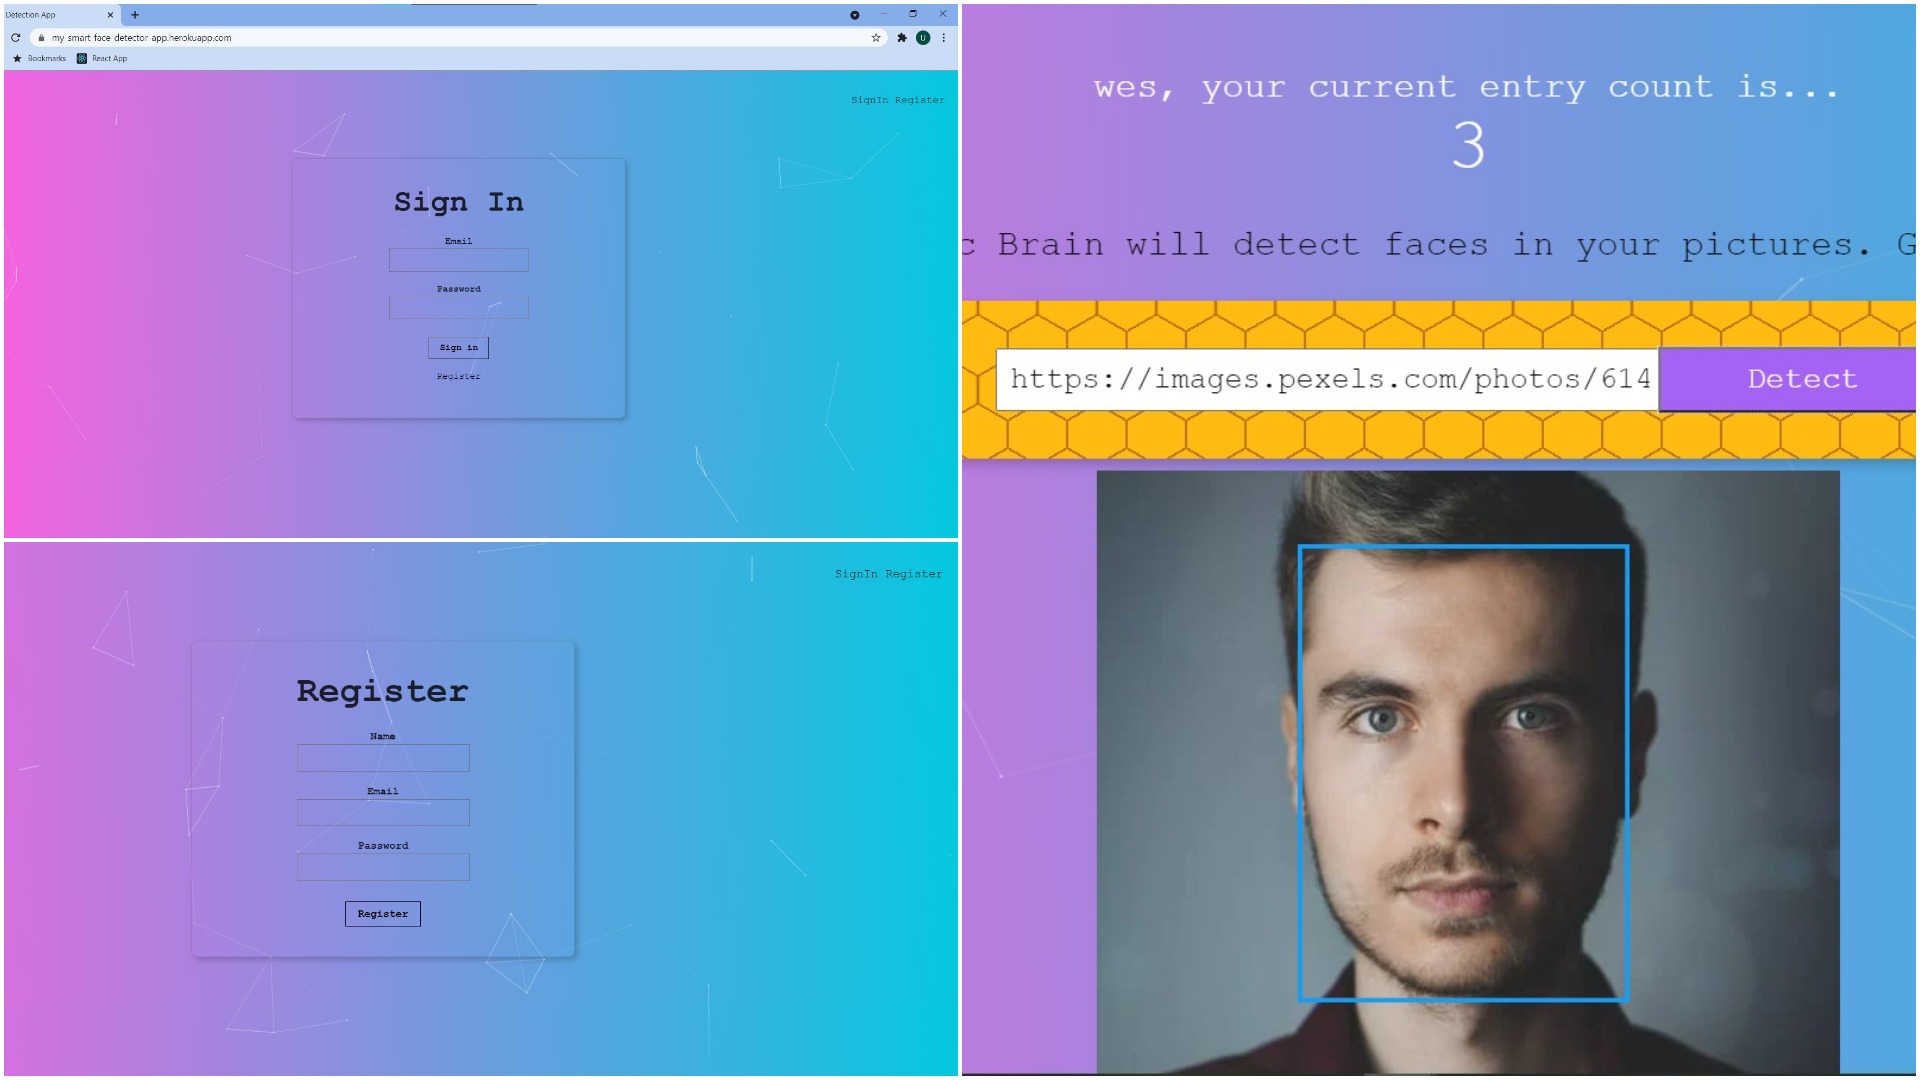 Detection App
my smart face detector app.herokuapp.com
U
Bookmarks React App
SignIn Register
Sign In
Email
Password
Sign in
Register
SignIn Register
Register
Name
Email
Password
Register
wes, your current entry count is...
3
c Brain will detect faces in your pictures. G
https://images.pexels.com/photos/614
Detect